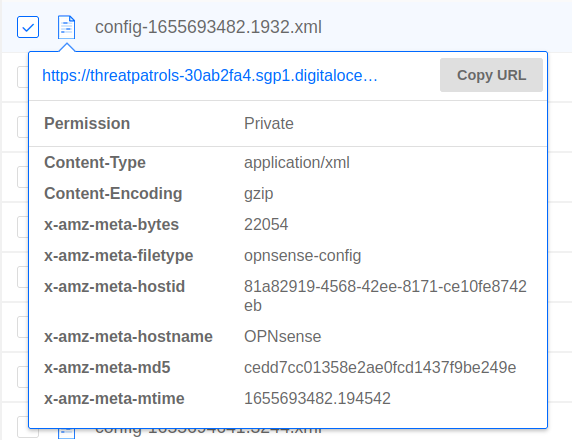 config-1655693482.1932.xml
https://threatpatrols-30ab2fa4.sgp1.digitaloce… Copy URL
Permission Private
Content-Type application/xml
Content-Encoding gzip
x-amz-meta-bytes 22054
x-amz-meta-filetype opnsense-config
x-amz-meta-hostid 81a82919-4568-42ee-8171-ce10fe8742
eb
x-amz-meta-hostname OPNsense
x-amz-meta-md5 cedd7cc01358e2ae0fcd1437f9be249e
x-amz-meta-mtime 1655693482.194542